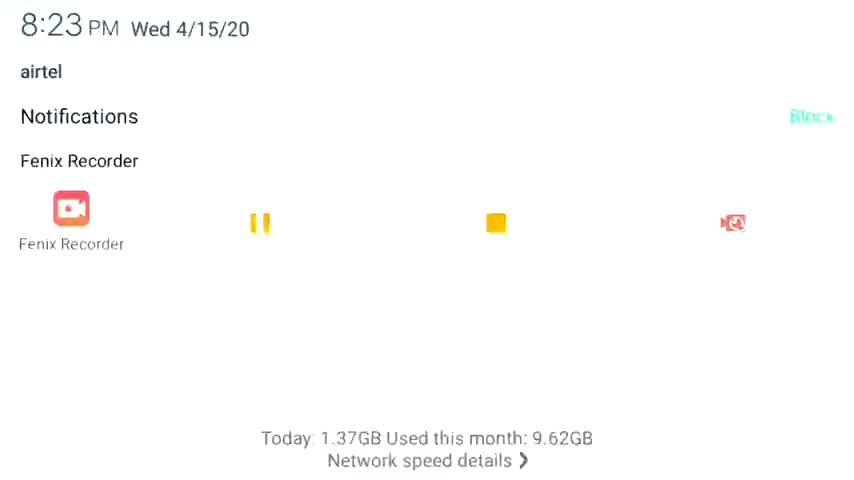 8:23 PM Wed 4/15/20
airtel
Notifications
Block
Fenix Recorder
Fenix Recorder
Today: 1.37GB Used this month: 9.62GB
Network speed details ❯